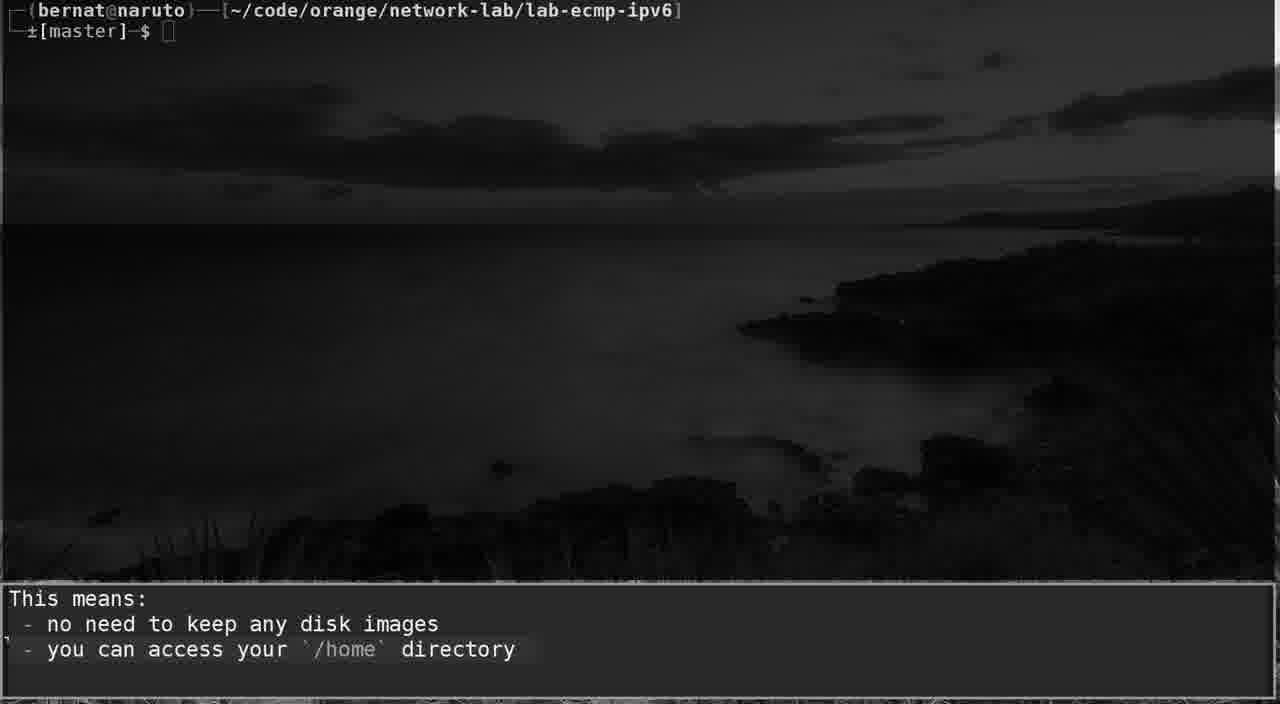 ┌─(bernat@naruto)──[~/code/orange/network-lab/lab-ecmp-ipv6]
└─±[master]─$
This means:
- no need to keep any disk images
- you can access your `/home` directory